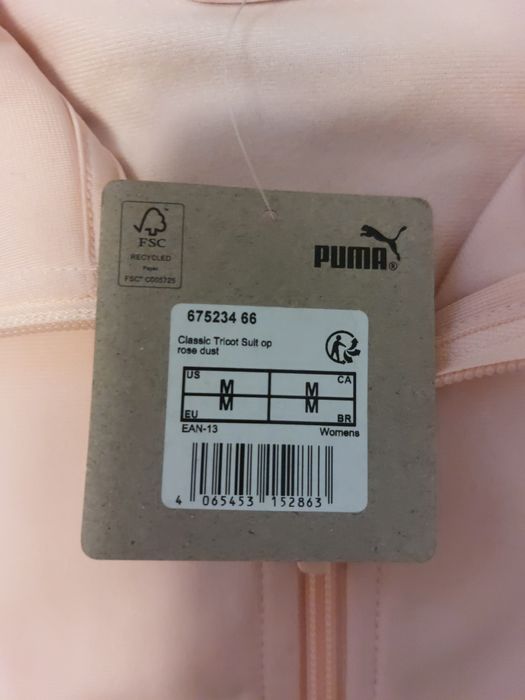 FSC
RECYCLED
Paper
FSC® C005725
PUMA®
675234 66
Classic Tricot Suit op
rose dust
US M M CA
EU M M BR
EAN-13 Womens
4 065453 152863